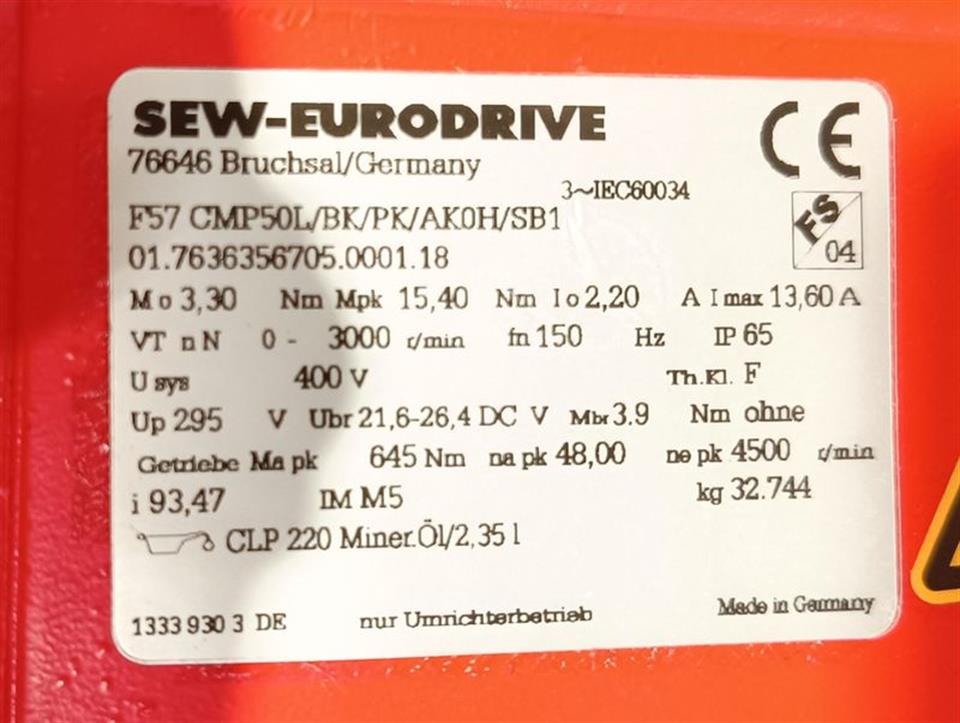 SEW-EURODRIVE
CE
76646 Bruchsal/Germany
3~IEC60034
F57 CMP50L/BK/PK/AK0H/SB1
FS
04
01.7636356705.0001.18
Mo 3,30 Nm Mpk 15,40 Nm Io 2,20 A Imax 13,60 A
VT nN 0 - 3000 r/min fn 150 Hz IP 65
U sys 400 V Th.Kl. F
Up 295 V Ubr 21,6-26,4 DC V Mbr 3.9 Nm ohne
Getriebe Ma pk 645 Nm na pk 48,00 ne pk 4500 r/min
i 93,47 IM M5 kg 32.744
CLP 220 Miner.Öl/2,35 l
1333 930 3 DE nur Umrichterbetrieb Made in Germany